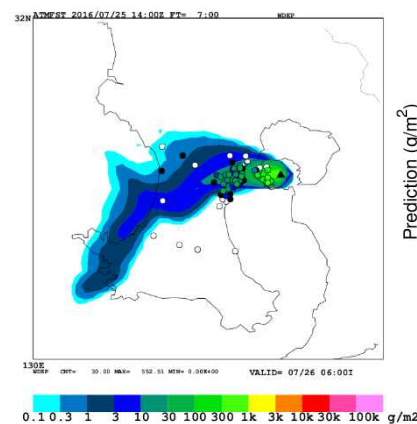 ATMFST 2016/07/25 14:00Z FT= 7:00 WDEP
32N
Prediction (g/m²)
130E
WDEP CNT= 30.00 MAX= 552.51 MIN= 0.00E+00 VALID= 07/26 06:00I
0.1 0.3 1 3 10 30 100 300 1k 3k 10k 30k 100k g/m2